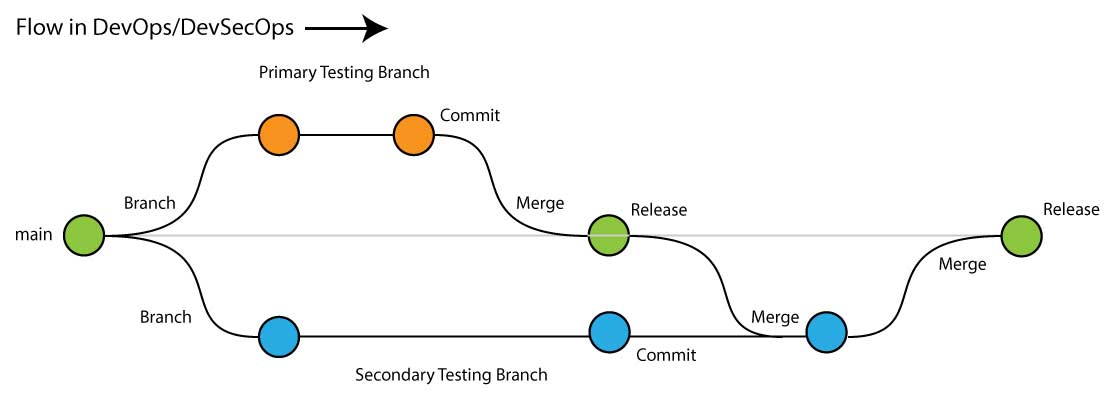 Flow in DevOps/DevSecOps
Primary Testing Branch
Commit
Branch
Merge
Release
Release
main
Merge
Branch
Merge
Commit
Secondary Testing Branch